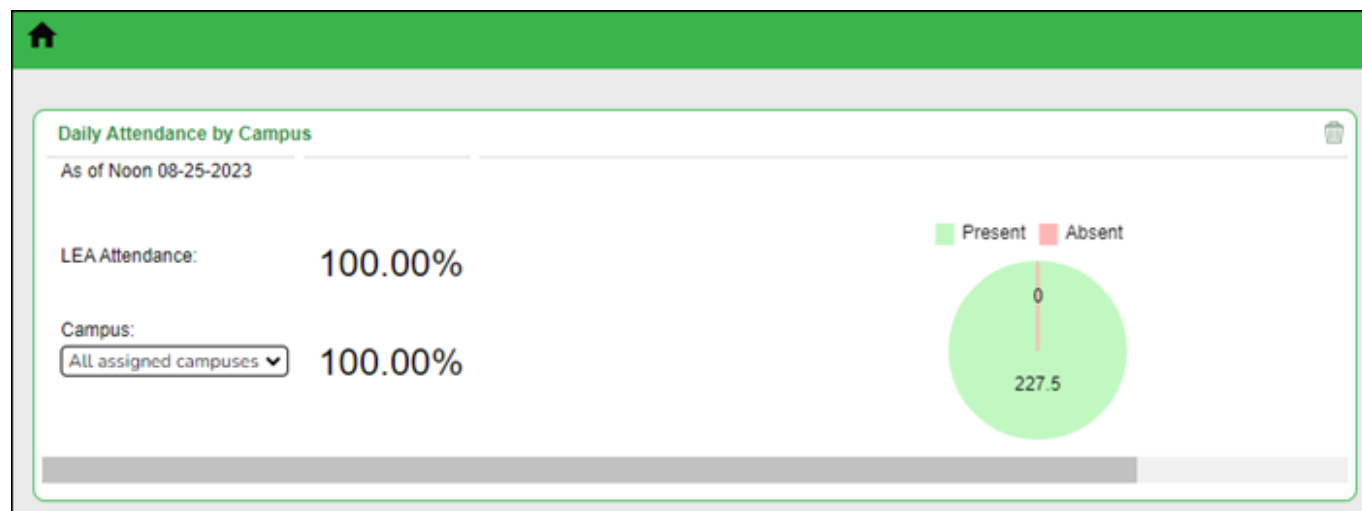 Daily Attendance by Campus
As of Noon 08-25-2023
Present Absent
LEA Attendance: 100.00%
0
Campus:
All assigned campuses 100.00%
227.5